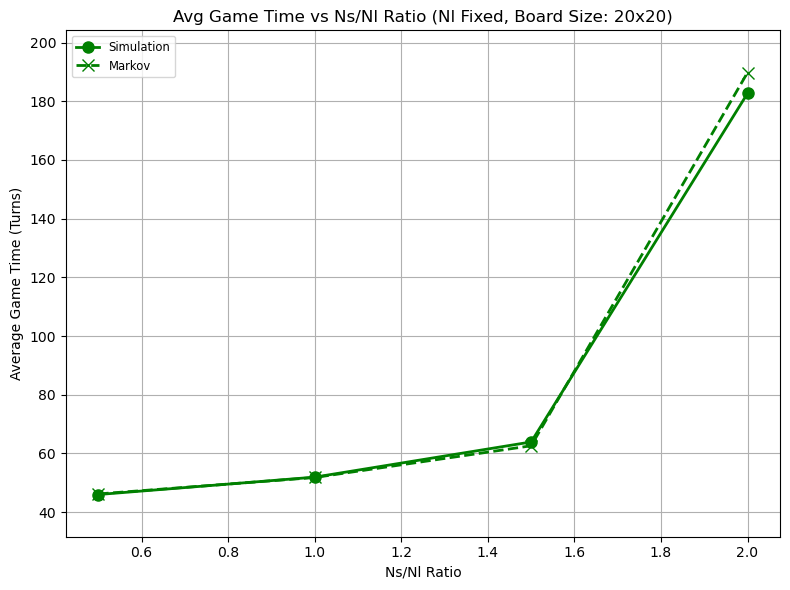 Avg Game Time vs Ns/Nl Ratio (Nl Fixed, Board Size: 20x20)
Simulation
Markov
Average Game Time (Turns)
200
180
160
140
120
100
80
60
40
0.6 0.8 1.0 1.2 1.4 1.6 1.8 2.0
Ns/Nl Ratio